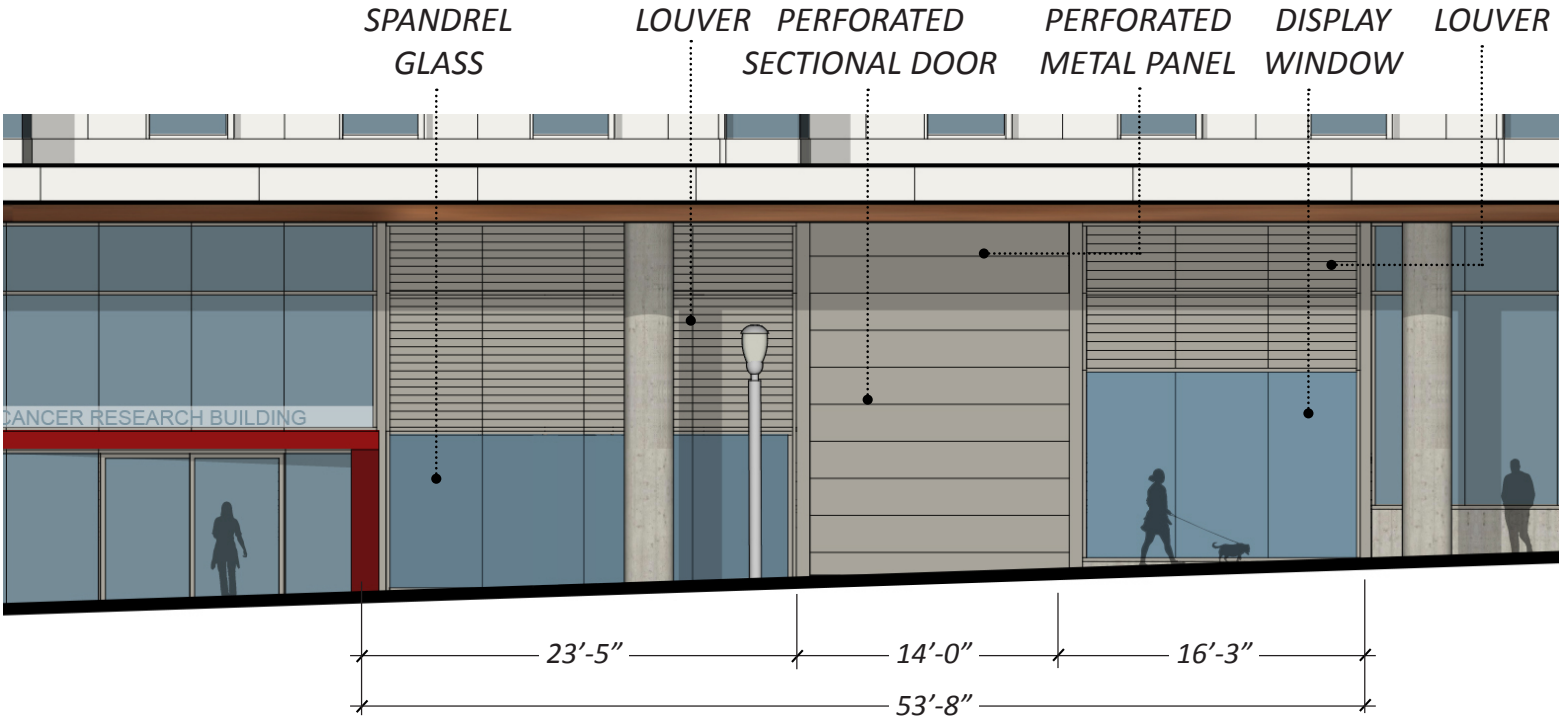 SPANDREL
GLASS
LOUVER
PERFORATED
SECTIONAL DOOR
PERFORATED
METAL PANEL
DISPLAY
WINDOW
LOUVER
CANCER RESEARCH BUILDING
23’-5”
14’-0”
16’-3”
53’-8”